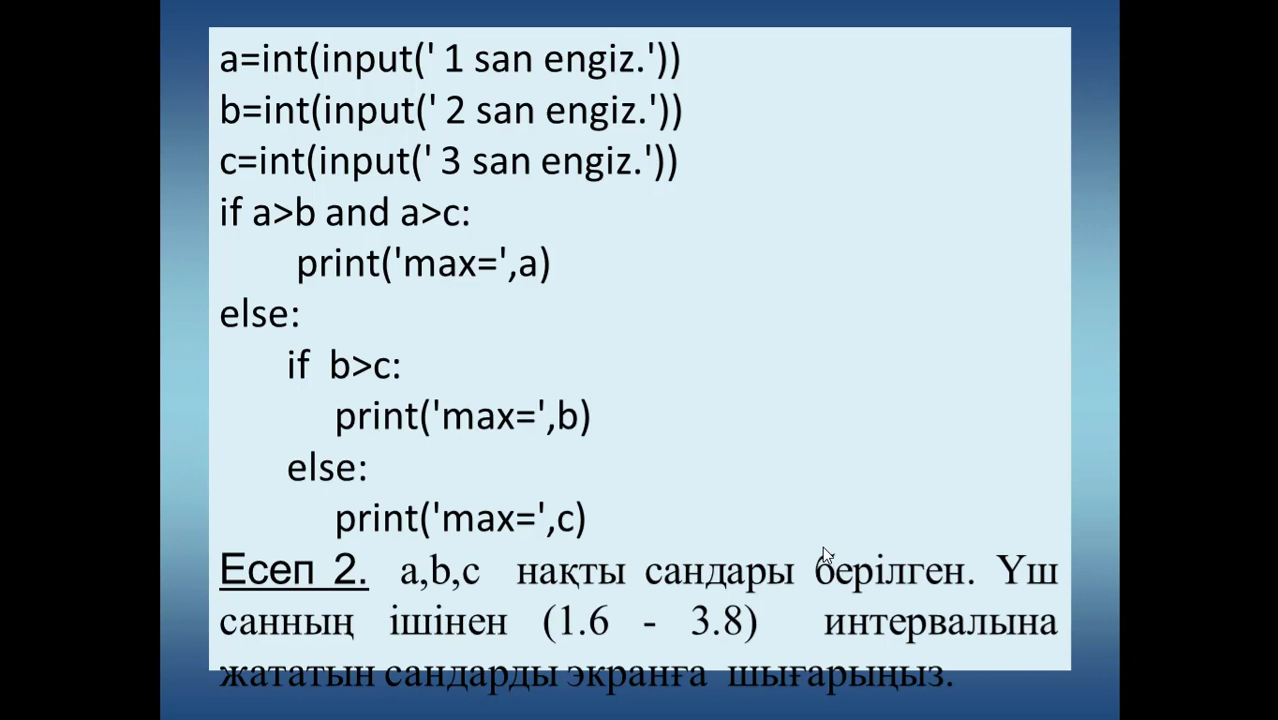 a=int(input(' 1 san engiz.'))
b=int(input(' 2 san engiz.'))
c=int(input(' 3 san engiz.'))
if a>b and a>c:
print('max=',a)
else:
if b>c:
print('max=',b)
else:
print('max=',c)
Есеп 2. a,b,c нақты сандары берілген. Үш
санның ішінен (1.6 - 3.8) интервалына
жататын сандарды экранға шығарыңыз.